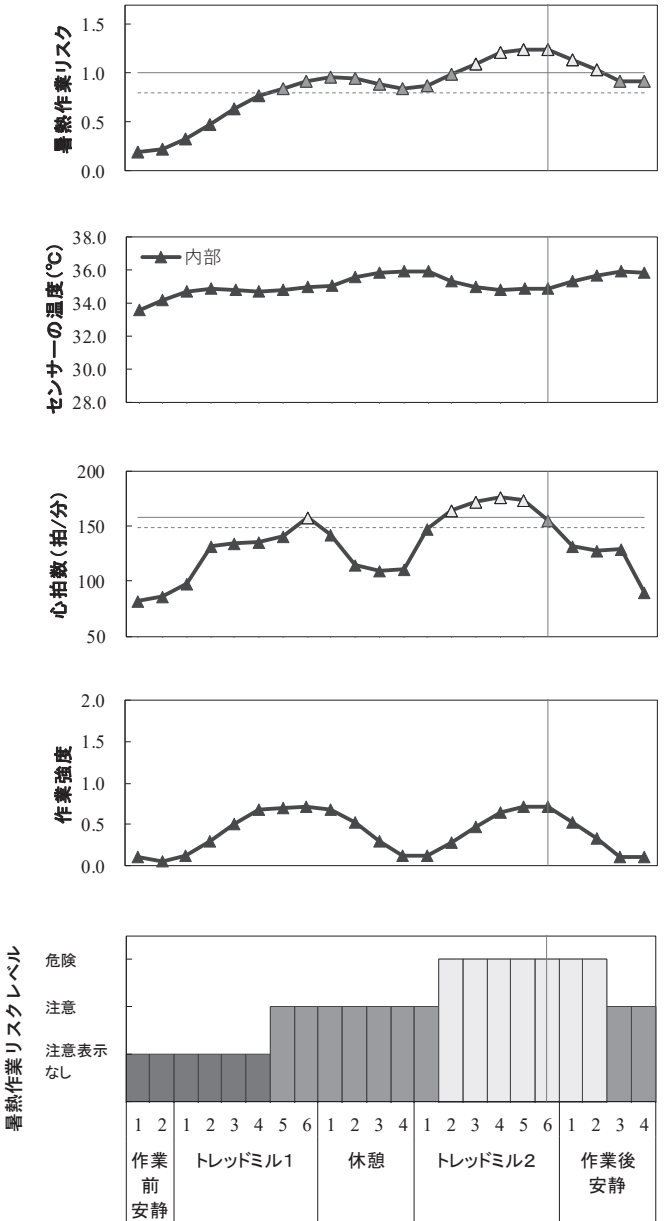 暑熱作業リスク
1.5
1.0
0.5
0.0
センサーの温度(℃)
38.0
36.0
34.0
32.0
30.0
28.0
内部
心拍数(拍/分)
200
150
100
50
作業強度
2.0
1.5
1.0
0.5
0.0
暑熱作業リスクレベル
危険
注意
注意表示
なし
1 2 1 2 3 4 5 6 1 2 3 4 1 2 3 4 5 6 1 2 3 4
作業
前
安静
トレッドミル1
休憩
トレッドミル2
作業後
安静